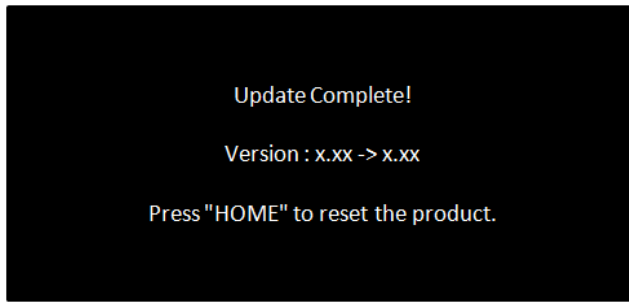 Update Complete!
Version : x.xx -> x.xx
Press "HOME" to reset the product.